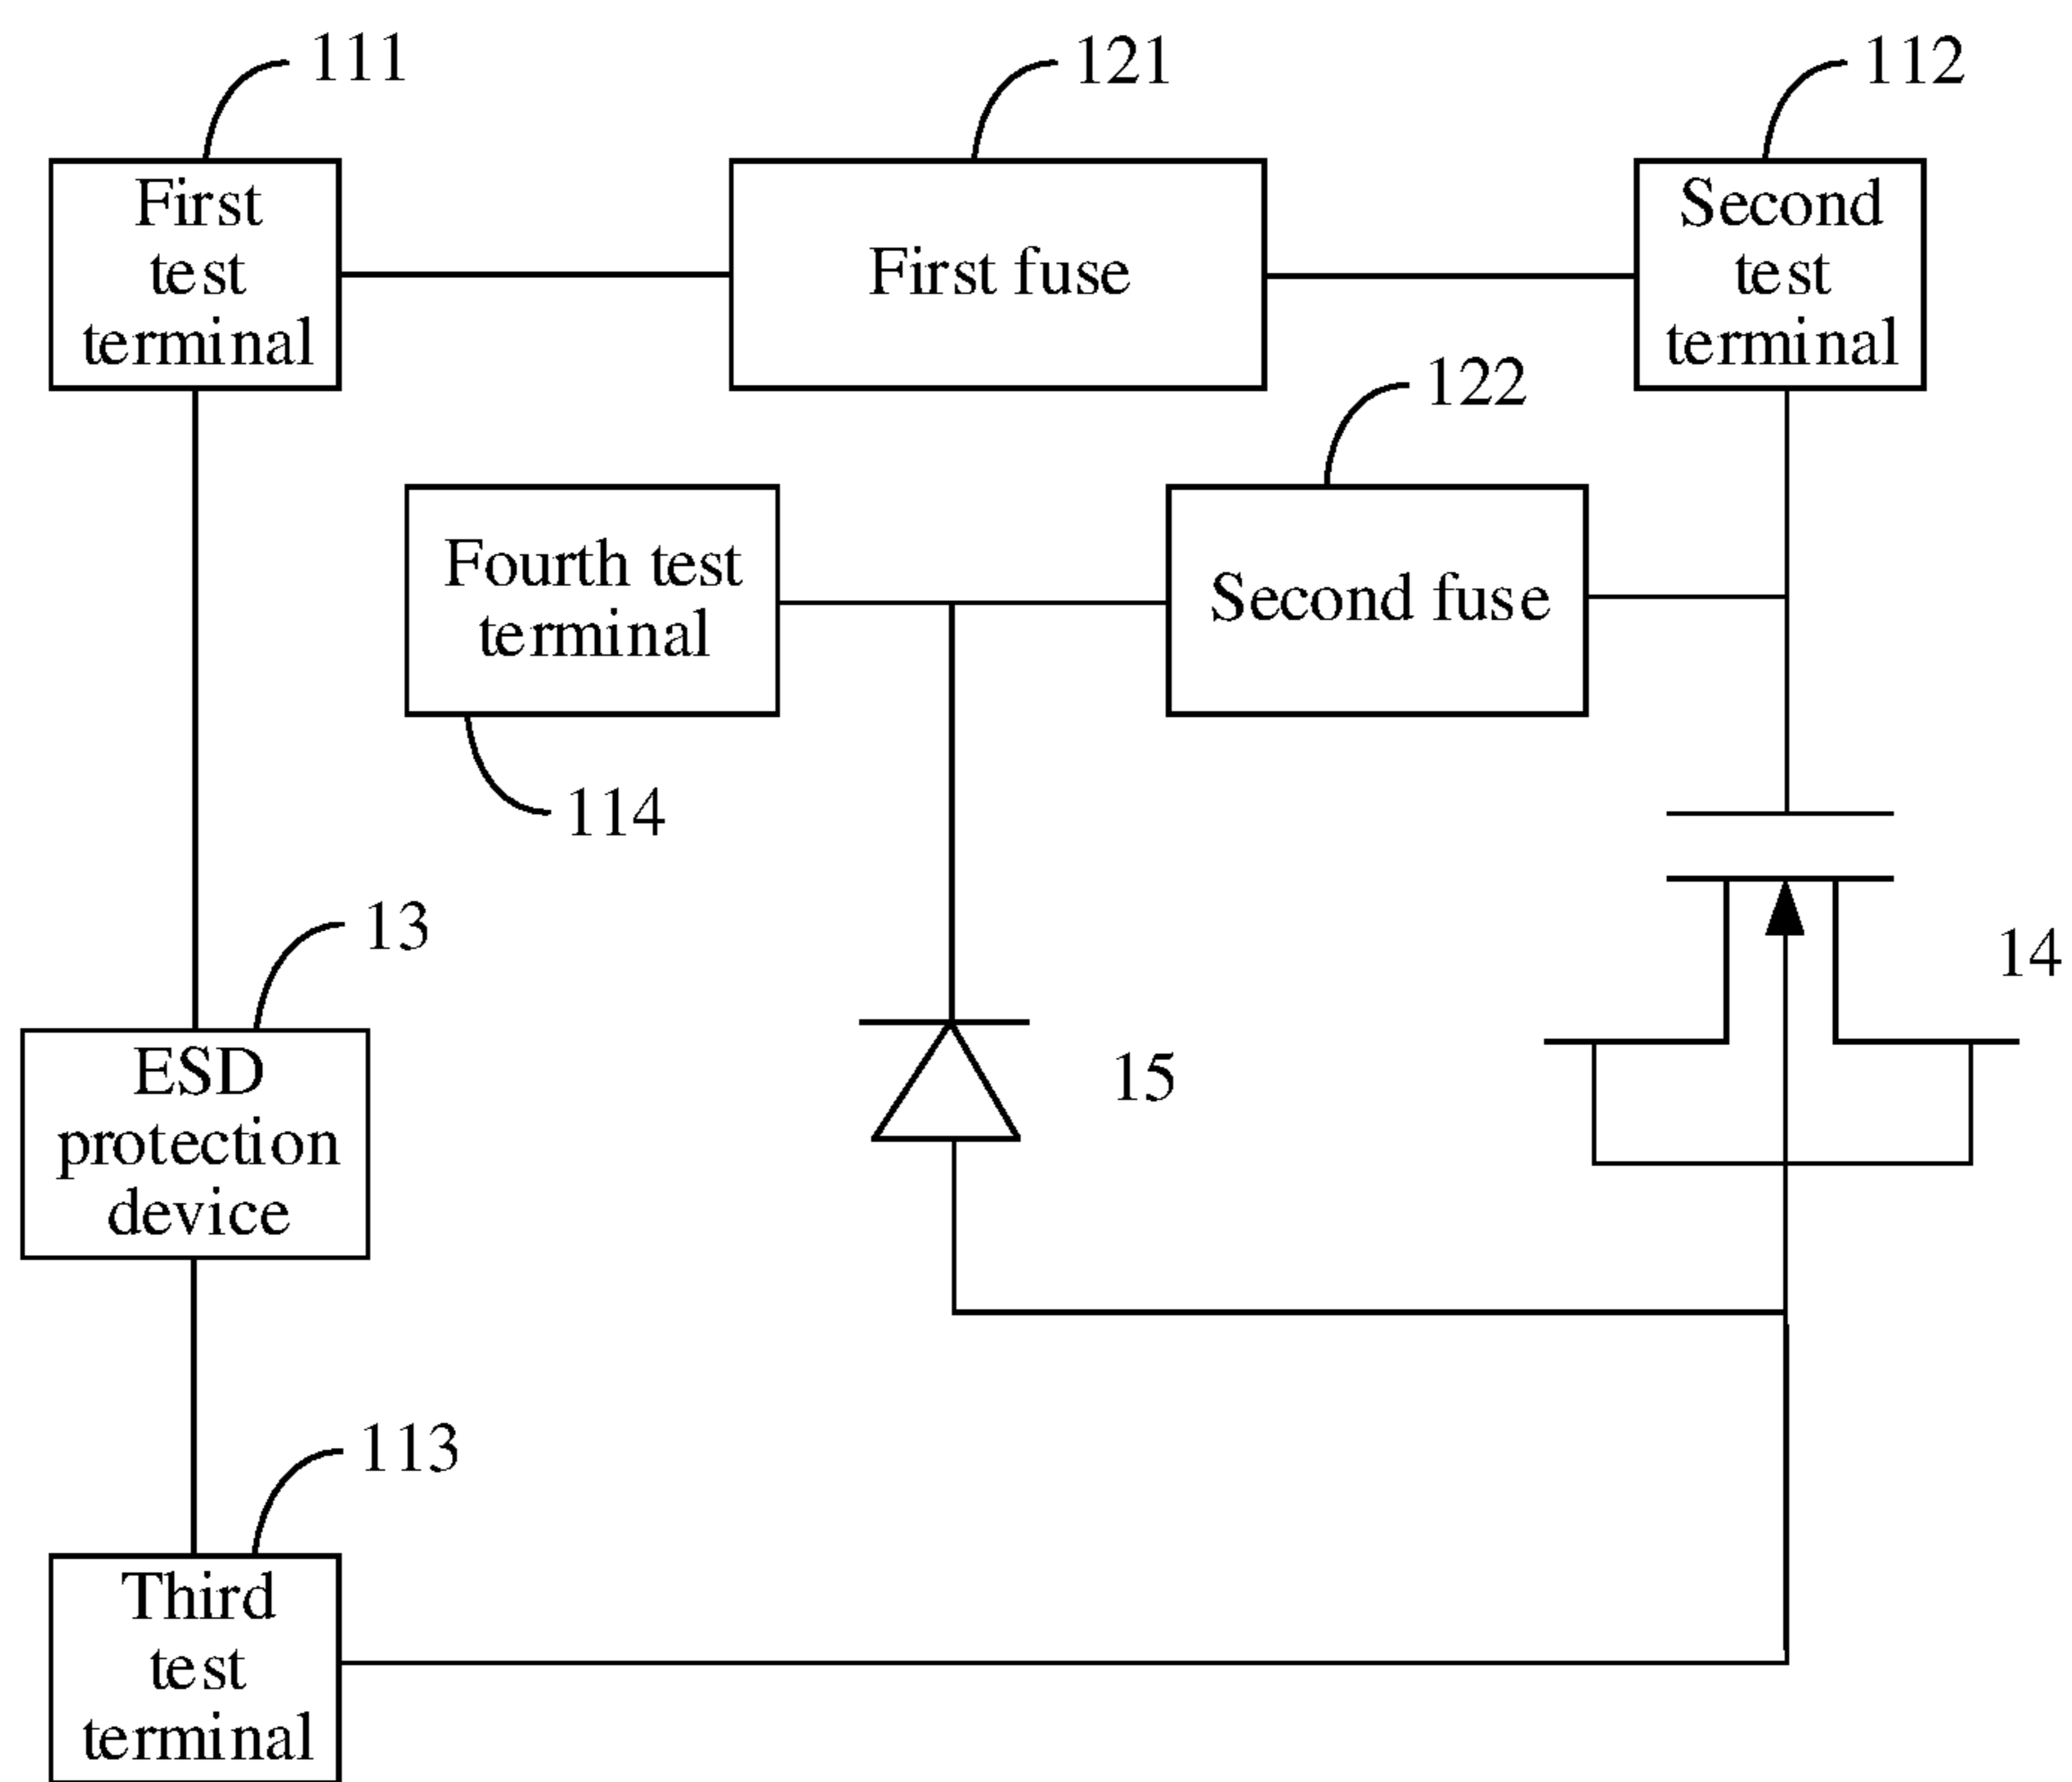 111
121
112
First
test
terminal
First fuse
Second
test
terminal
122
Fourth test
terminal
Second fuse
114
13
14
ESD
protection
device
15
113
Third
test
terminal